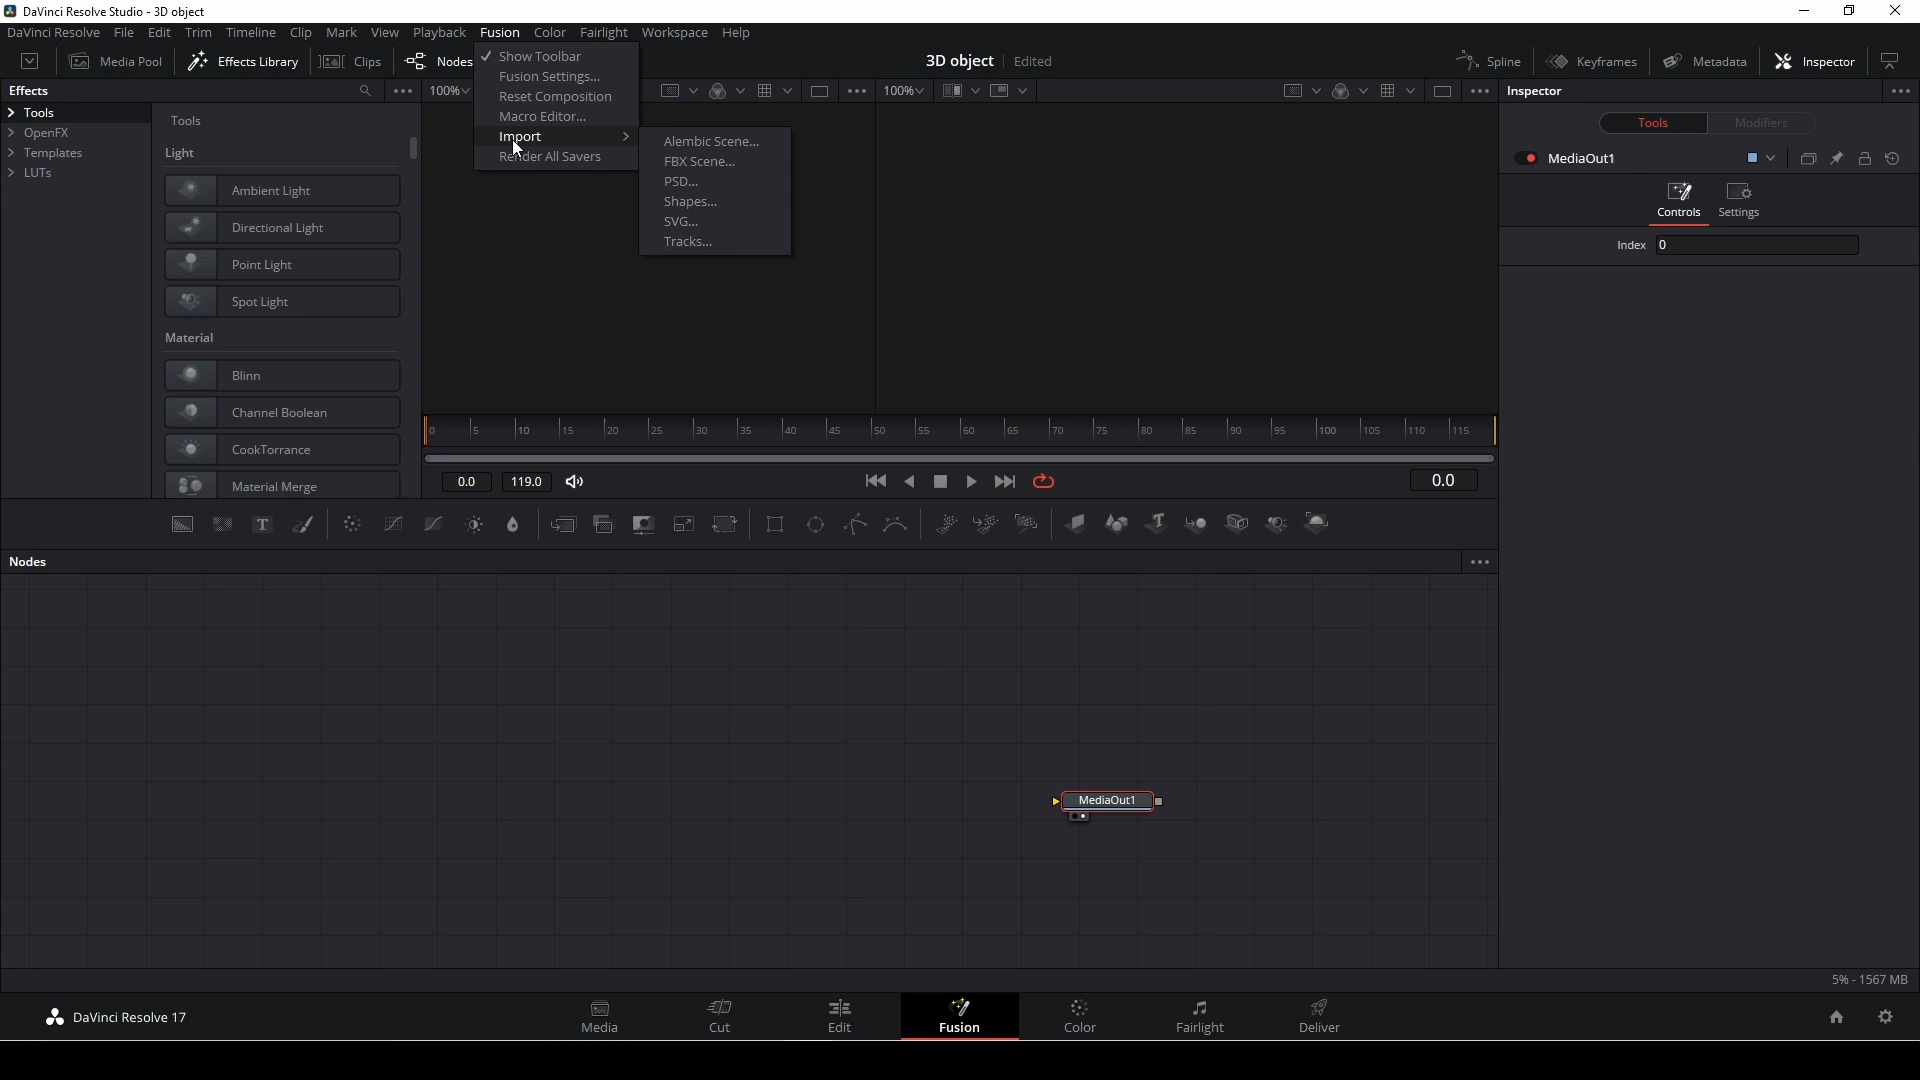 DaVinci Resolve Studio - 3D object
DaVinci Resolve File Edit Trim Timeline Clip Mark View Playback Fusion Color Fairlight Workspace Help
Media Pool Effects Library Clips Nodes 3D object Edited Spline Keyframes Metadata Inspector
Show Toolbar
Fusion Settings...
Reset Composition
Macro Editor...
Import
Render All Savers
Alembic Scene...
FBX Scene...
PSD...
Shapes...
SVG...
Tracks...
Effects
100%
100%
Inspector
Tools
OpenFX
Templates
LUTs
Tools
Light
Ambient Light
Directional Light
Point Light
Spot Light
Material
Blinn
Channel Boolean
CookTorrance
Material Merge
Tools Modifiers
MediaOut1
Controls Settings
Index 0
0 5 10 15 20 25 30 35 40 45 50 55 60 65 70 75 80 85 90 95 100 105 110 115
0.0 119.0 0.0
T
Nodes
MediaOut1
5% - 1567 MB
DaVinci Resolve 17
Media Cut Edit Fusion Color Fairlight Deliver